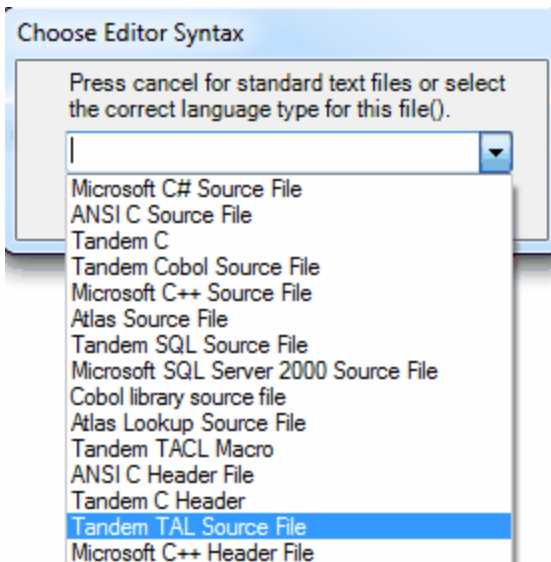 Choose Editor Syntax
Press cancel for standard text files or select
the correct language type for this file().
Microsoft C# Source File
ANSI C Source File
Tandem C
Tandem Cobol Source File
Microsoft C++ Source File
Atlas Source File
Tandem SQL Source File
Microsoft SQL Server 2000 Source File
Cobol library source file
Atlas Lookup Source File
Tandem TACL Macro
ANSI C Header File
Tandem C Header
Tandem TAL Source File
Microsoft C++ Header File